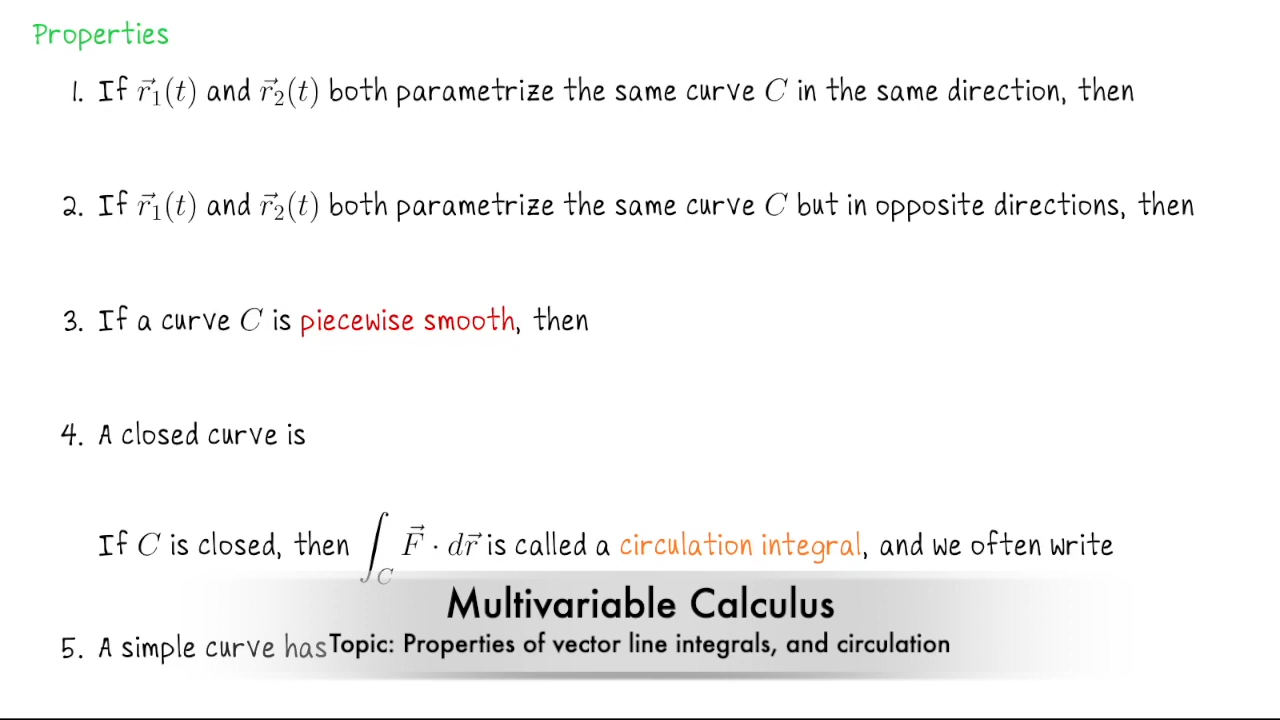 Properties
1. If r⃗₁(t) and r⃗₂(t) both parametrize the same curve C in the same direction, then
2. If r⃗₁(t) and r⃗₂(t) both parametrize the same curve C but in opposite directions, then
3. If a curve C is piecewise smooth, then
4. A closed curve is
If C is closed, then ∫_C F⃗ · dr⃗ is called a circulation integral, and we often write
Multivariable Calculus
5. A simple curve has
Topic: Properties of vector line integrals, and circulation